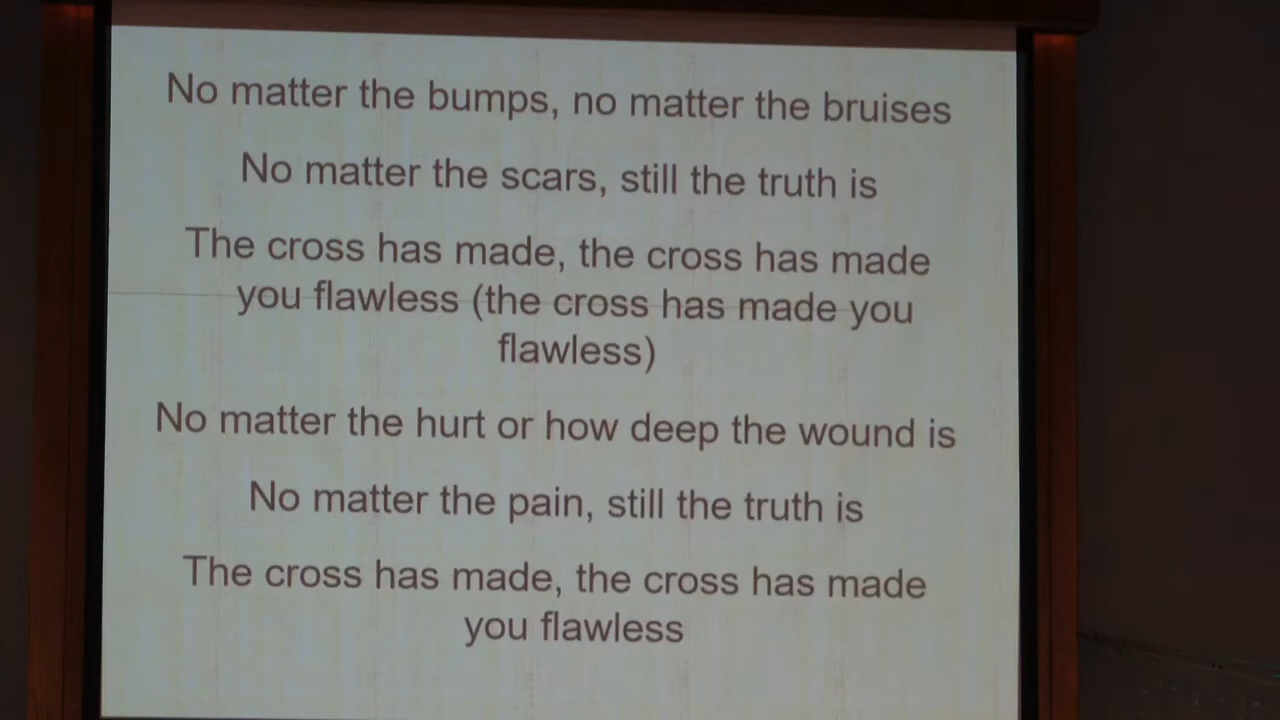 No matter the bumps, no matter the bruises
No matter the scars, still the truth is
The cross has made, the cross has made
you flawless (the cross has made you
flawless)
No matter the hurt or how deep the wound is
No matter the pain, still the truth is
The cross has made, the cross has made
you flawless